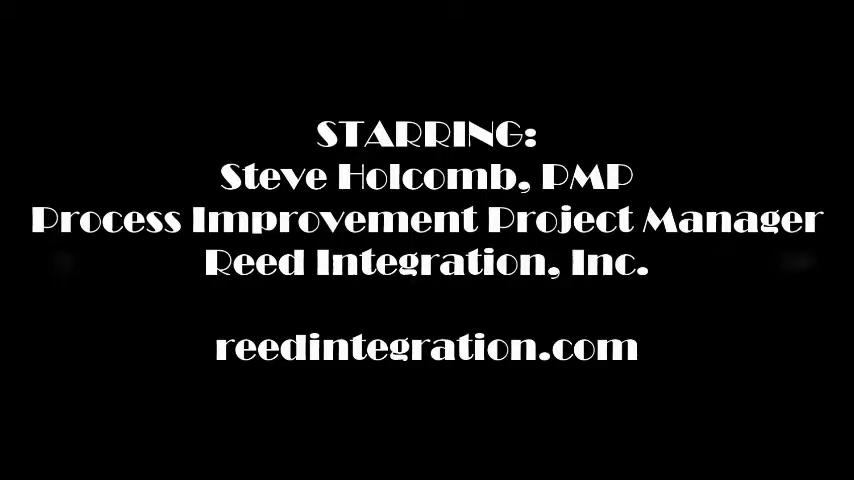 STARRING:
Steve Holcomb, PMP
Process Improvement Project Manager
Reed Integration, Inc.
reedintegration.com